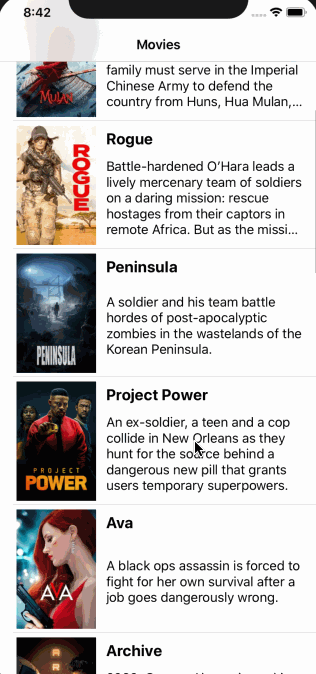 8:42
Movies
family must serve in the Imperial
Chinese Army to defend the
country from Huns, Hua Mulan,...
MULAN
Rogue
Battle-hardened O’Hara leads a
lively mercenary team of soldiers
on a daring mission: rescue
hostages from their captors in
remote Africa. But as the missi...
ROGUE
Peninsula
A soldier and his team battle
hordes of post-apocalyptic
zombies in the wastelands of the
Korean Peninsula.
PENINSULA
Project Power
An ex-soldier, a teen and a cop
collide in New Orleans as they
hunt for the source behind a
dangerous new pill that grants
users temporary superpowers.
PROJECT
POWER
Ava
A black ops assassin is forced to
fight for her own survival after a
job goes dangerously wrong.
AVA
Archive